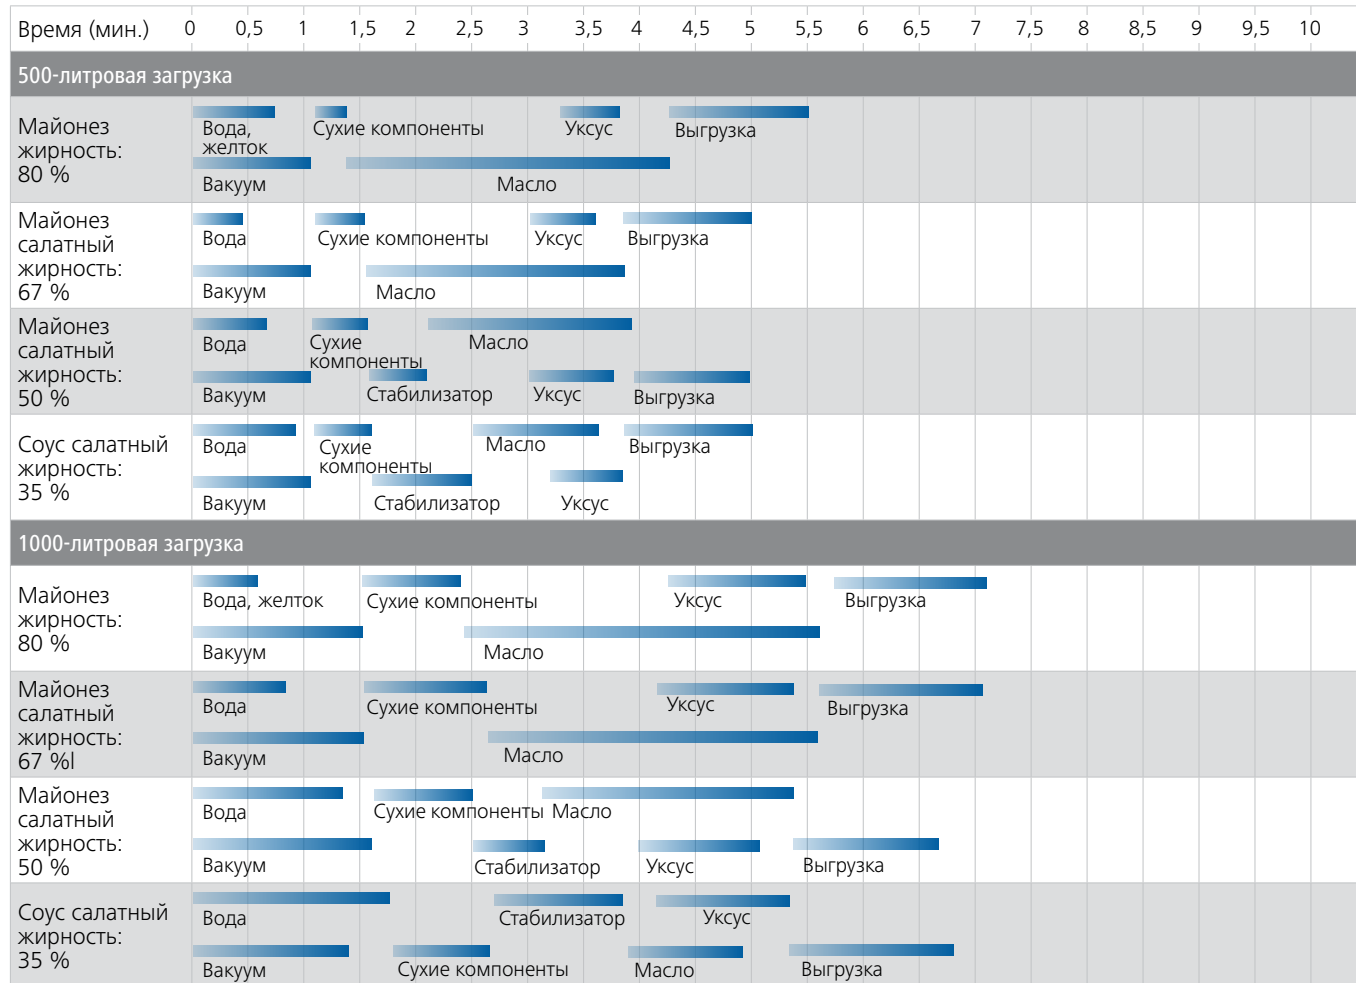 Время (мин.) 0 0,5 1 1,5 2 2,5 3 3,5 4 4,5 5 5,5 6 6,5 7 7,5 8 8,5 9 9,5 10
500-литровая загрузка
Майонез
жирность:
80 %
Вода,
желток
Сухие компоненты
Уксус
Выгрузка
Вакуум
Масло
Майонез
салатный
жирность:
67 %
Вода
Сухие компоненты
Уксус
Выгрузка
Вакуум
Масло
Майонез
салатный
жирность:
50 %
Вода
Сухие
компоненты
Масло
Вакуум
Стабилизатор
Уксус
Выгрузка
Соус салатный
жирность:
35 %
Вода
Сухие
компоненты
Масло
Выгрузка
Вакуум
Стабилизатор
Уксус
1000-литровая загрузка
Майонез
жирность:
80 %
Вода, желток
Сухие компоненты
Уксус
Выгрузка
Вакуум
Масло
Майонез
салатный
жирность:
67 %l
Вода
Сухие компоненты
Уксус
Выгрузка
Вакуум
Масло
Майонез
салатный
жирность:
50 %
Вода
Сухие компоненты
Масло
Вакуум
Стабилизатор
Уксус
Выгрузка
Соус салатный
жирность:
35 %
Вода
Стабилизатор
Уксус
Вакуум
Сухие компоненты
Масло
Выгрузка